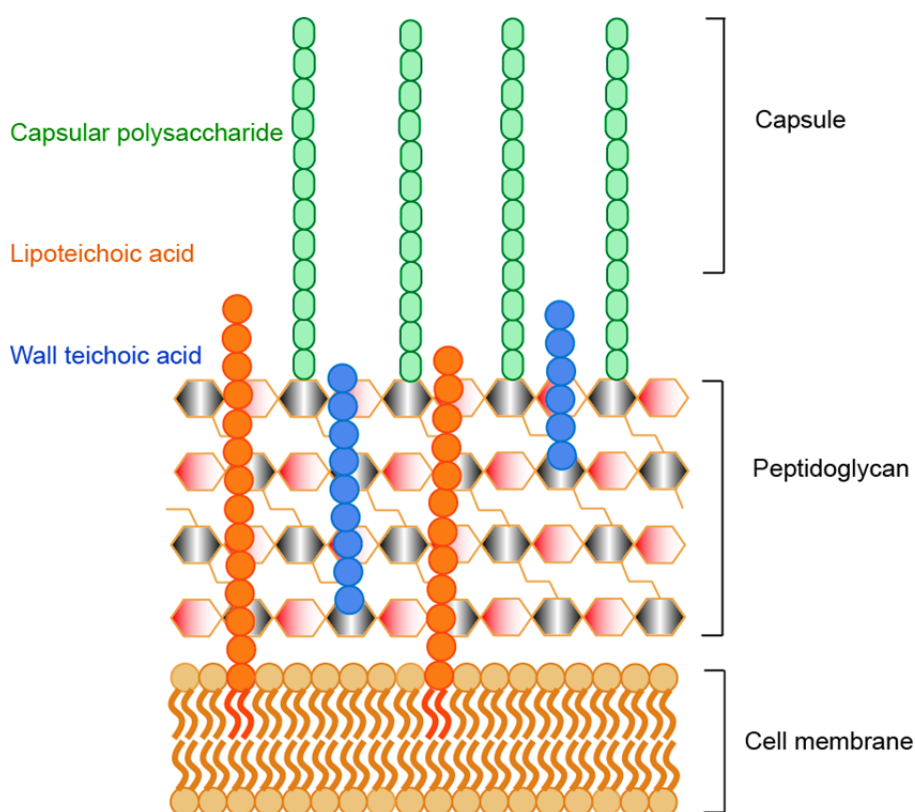 Capsule
Capsular polysaccharide
Lipoteichoic acid
Wall teichoic acid
Peptidoglycan
Cell membrane